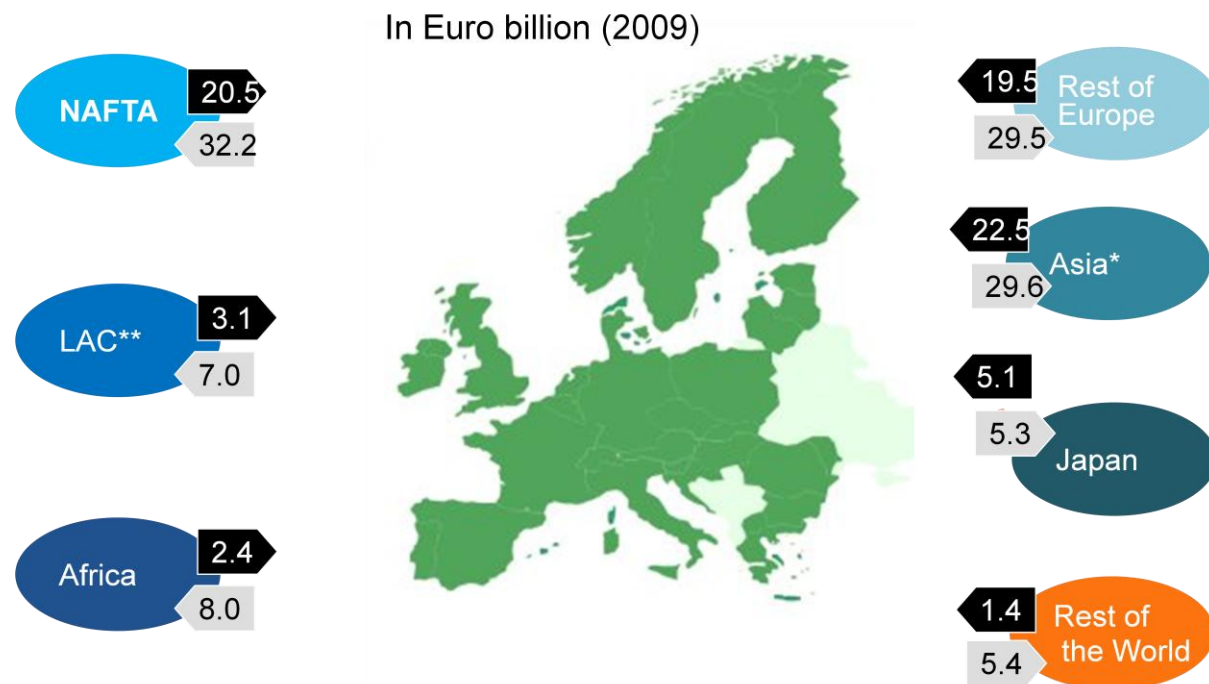 In Euro billion (2009)
NAFTA
20.5
32.2
LAC**
3.1
7.0
Africa
2.4
8.0
19.5
29.5
Rest of
Europe
22.5
29.6
Asia*
5.1
5.3
Japan
1.4
5.4
Rest of
the World